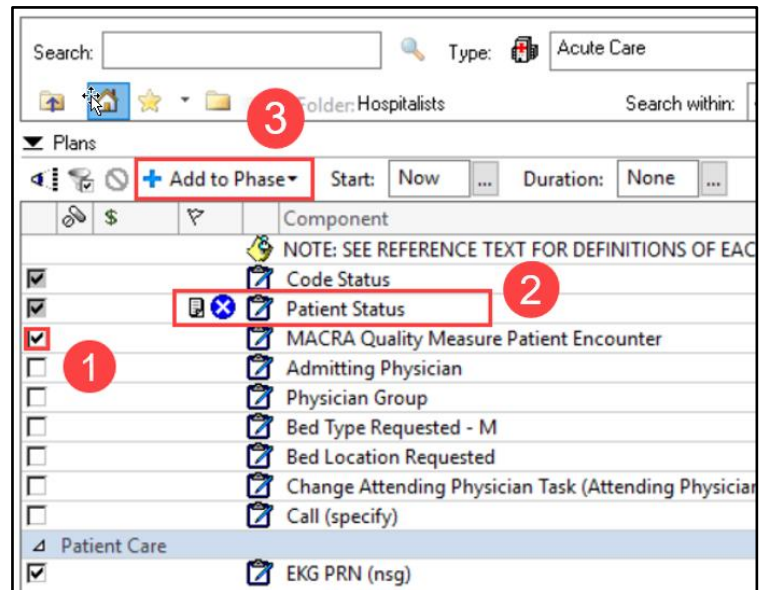 Search: Type: Acute Care
Folder: Hospitalists Search within:
3
Plans
+ Add to Phase Start: Now ... Duration: None ...
$ Component
NOTE: SEE REFERENCE TEXT FOR DEFINITIONS OF EAC
Code Status
2
Patient Status
MACRA Quality Measure Patient Encounter
1
Admitting Physician
Physician Group
Bed Type Requested - M
Bed Location Requested
Change Attending Physician Task (Attending Physician
Call (specify)
Patient Care
EKG PRN (nsg)